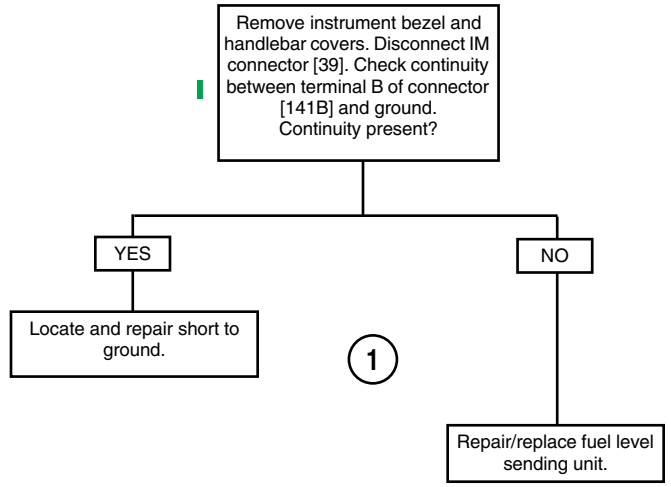 Remove instrument bezel and
handlebar covers. Disconnect IM
connector [39]. Check continuity
between terminal B of connector
[141B] and ground.
Continuity present?
YES
NO
Locate and repair short to
ground.
1
Repair/replace fuel level
sending unit.